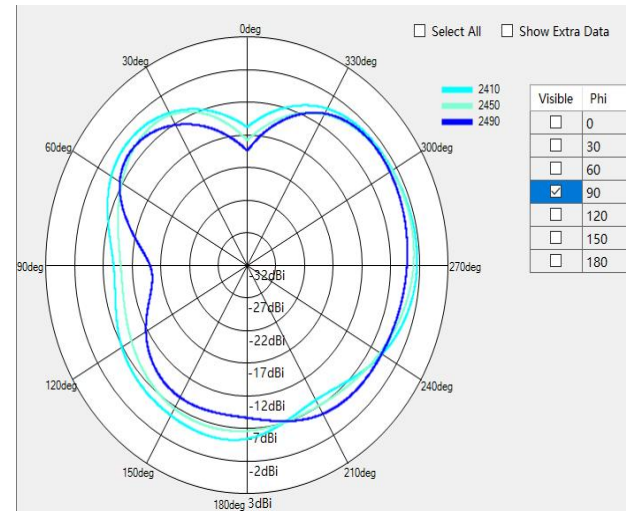 0deg
Select All
Show Extra Data
30deg
330deg
2410
2450
2490
Visible Phi
0
30
60
90
120
150
180
60deg
300deg
90deg
270deg
-32dBi
-27dBi
-22dBi
-17dBi
-12dBi
-7dBi
-2dBi
120deg
240deg
150deg
210deg
180deg 3dBi